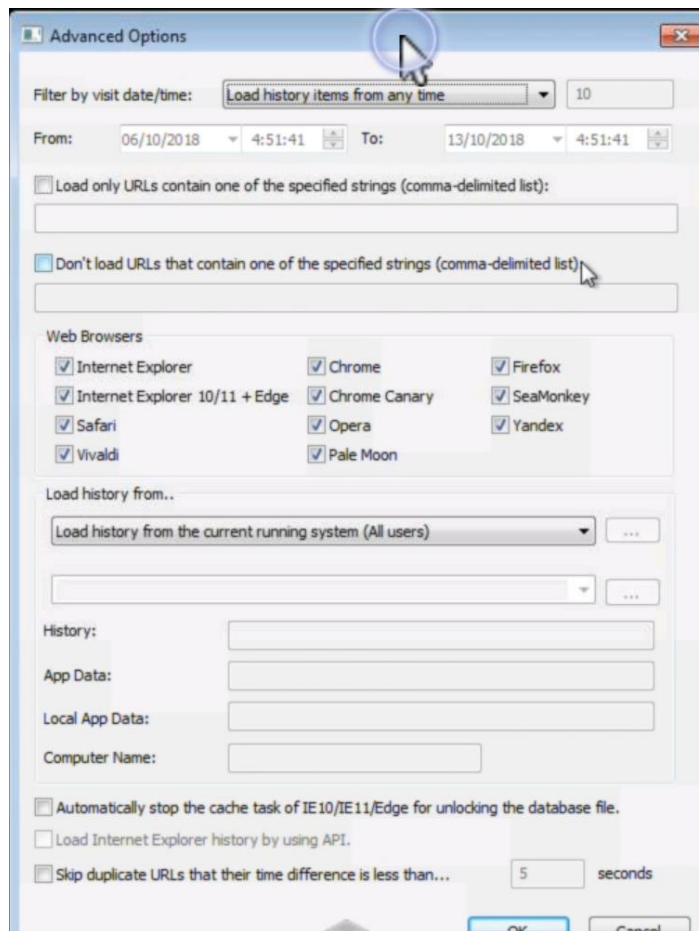 Advanced Options
Filter by visit date/time: Load history items from any time 10
From: 06/10/2018 4:51:41 To: 13/10/2018 4:51:41
Load only URLs contain one of the specified strings (comma-delimited list):
Don't load URLs that contain one of the specified strings (comma-delimited list):
Web Browsers
Internet Explorer Chrome Firefox
Internet Explorer 10/11 + Edge Chrome Canary SeaMonkey
Safari Opera Yandex
Vivaldi Pale Moon
Load history from..
Load history from the current running system (All users) ...
...
History:
App Data:
Local App Data:
Computer Name:
Automatically stop the cache task of IE10/IE11/Edge for unlocking the database file.
Load Internet Explorer history by using API.
Skip duplicate URLs that their time difference is less than... 5 seconds
OK Cancel